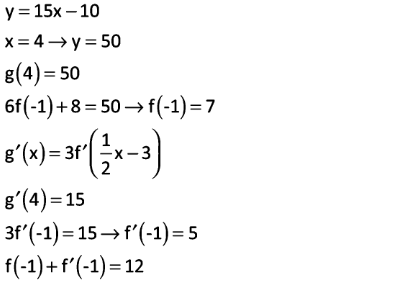 y = 15x − 10
x = 4 → y = 50
g(4) = 50
6f(-1) + 8 = 50 → f(-1) = 7
g′(x) = 3f′(1/2 x − 3)
g′(4) = 15
3f′(-1) = 15 → f′(-1) = 5
f(-1) + f′(-1) = 12